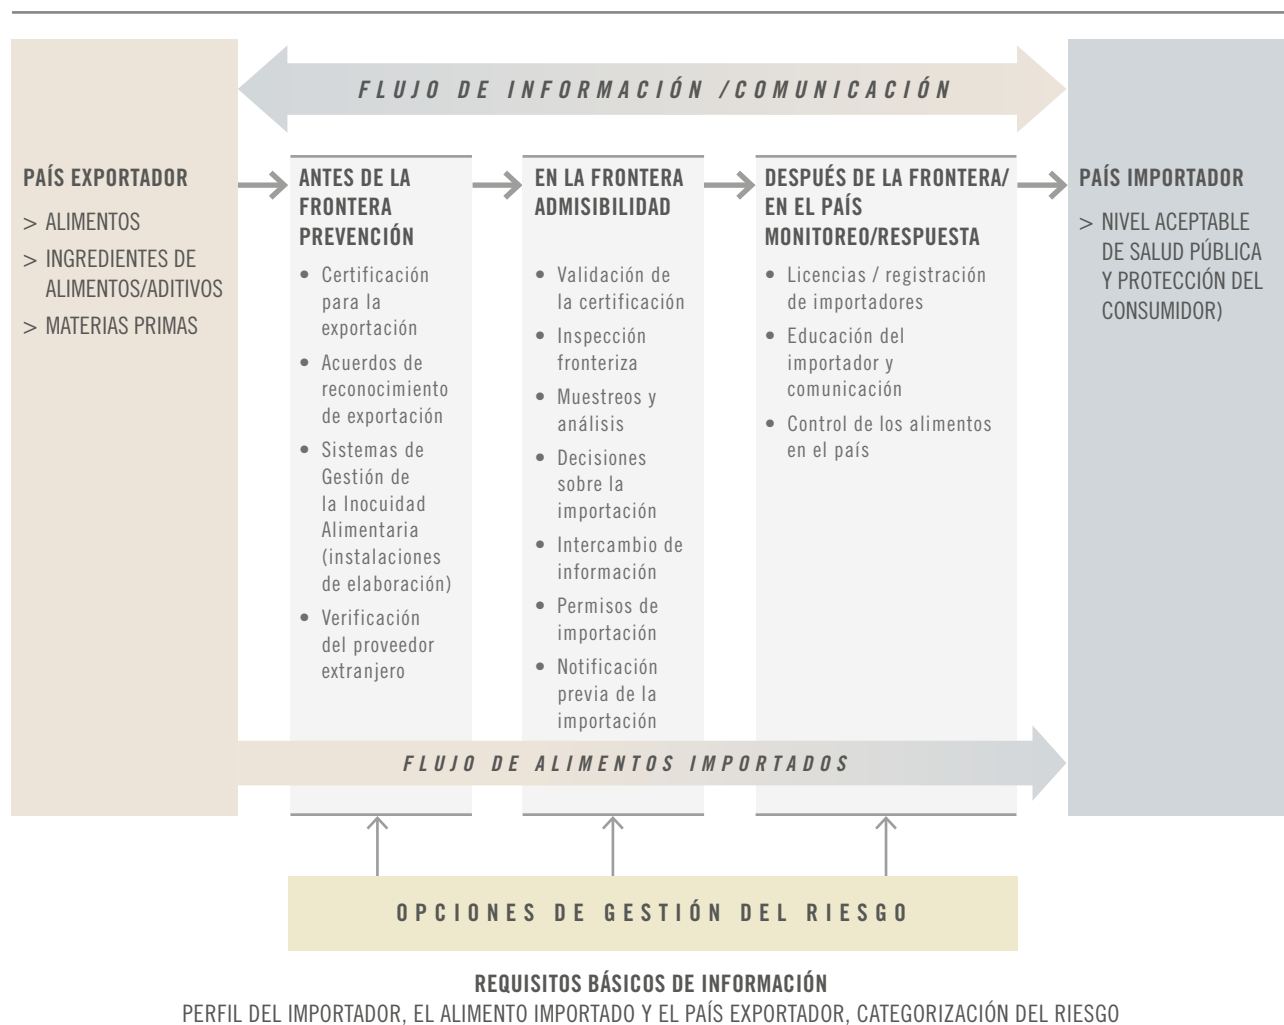 FLUJO DE INFORMACIÓN /COMUNICACIÓN
PAÍS EXPORTADOR
> ALIMENTOS
> INGREDIENTES DE
ALIMENTOS/ADITIVOS
> MATERIAS PRIMAS
ANTES DE LA
FRONTERA
PREVENCIÓN
• Certificación
para la
exportación
• Acuerdos de
reconocimiento
de exportación
• Sistemas de
Gestión de
la Inocuidad
Alimentaria
(instalaciones
de elaboración)
• Verificación
del proveedor
extranjero
EN LA FRONTERA
ADMISIBILIDAD
• Validación de
la certificación
• Inspección
fronteriza
• Muestreos y
análisis
• Decisiones
sobre la
importación
• Intercambio de
información
• Permisos de
importación
• Notificación
previa de la
importación
DESPUÉS DE LA FRONTERA/
EN EL PAÍS
MONITOREO/RESPUESTA
• Licencias / registración
de importadores
• Educación del
importador y
comunicación
• Control de los alimentos
en el país
PAÍS IMPORTADOR
> NIVEL ACEPTABLE
DE SALUD PÚBLICA
Y PROTECCIÓN DEL
CONSUMIDOR)
FLUJO DE ALIMENTOS IMPORTADOS
OPCIONES DE GESTIÓN DEL RIESGO
REQUISITOS BÁSICOS DE INFORMACIÓN
PERFIL DEL IMPORTADOR, EL ALIMENTO IMPORTADO Y EL PAÍS EXPORTADOR, CATEGORIZACIÓN DEL RIESGO